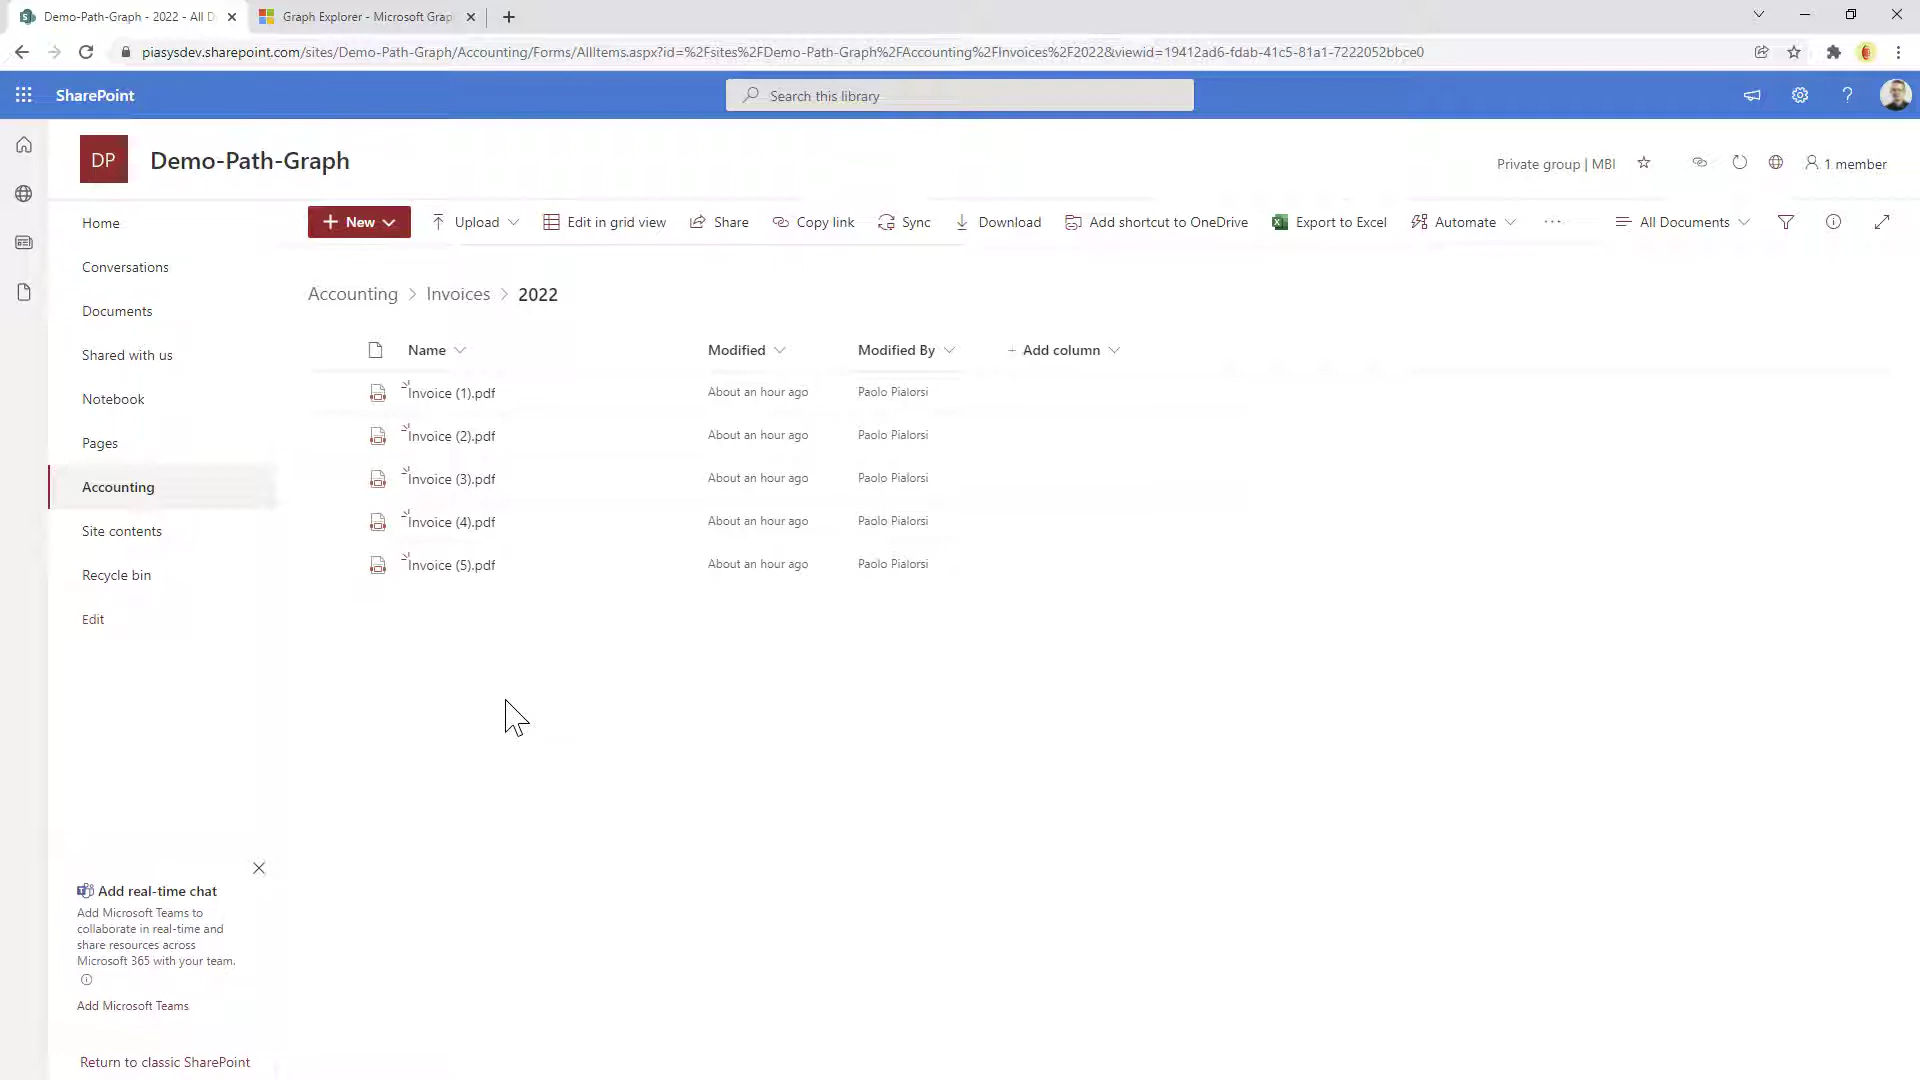 Demo-Path-Graph - 2022 - All D
Graph Explorer - Microsoft Grap
piasysdev.sharepoint.com/sites/Demo-Path-Graph/Accounting/Forms/AllItems.aspx?id=%2Fsites%2FDemo-Path-Graph%2FAccounting%2FInvoices%2F2022&viewid=19412ad6-fdab-41c5-81a1-7222052bbce0
SharePoint
Search this library
DP
Demo-Path-Graph
Private group | MBI
1 member
Home
Conversations
Documents
Shared with us
Notebook
Pages
Accounting
Site contents
Recycle bin
Edit
New
Upload
Edit in grid view
Share
Copy link
Sync
Download
Add shortcut to OneDrive
Export to Excel
Automate
All Documents
Accounting > Invoices > 2022
Name Modified Modified By + Add column
Invoice (1).pdf About an hour ago Paolo Pialorsi
Invoice (2).pdf About an hour ago Paolo Pialorsi
Invoice (3).pdf About an hour ago Paolo Pialorsi
Invoice (4).pdf About an hour ago Paolo Pialorsi
Invoice (5).pdf About an hour ago Paolo Pialorsi
Add real-time chat
Add Microsoft Teams to
collaborate in real-time and
share resources across
Microsoft 365 with your team.
Add Microsoft Teams
Return to classic SharePoint